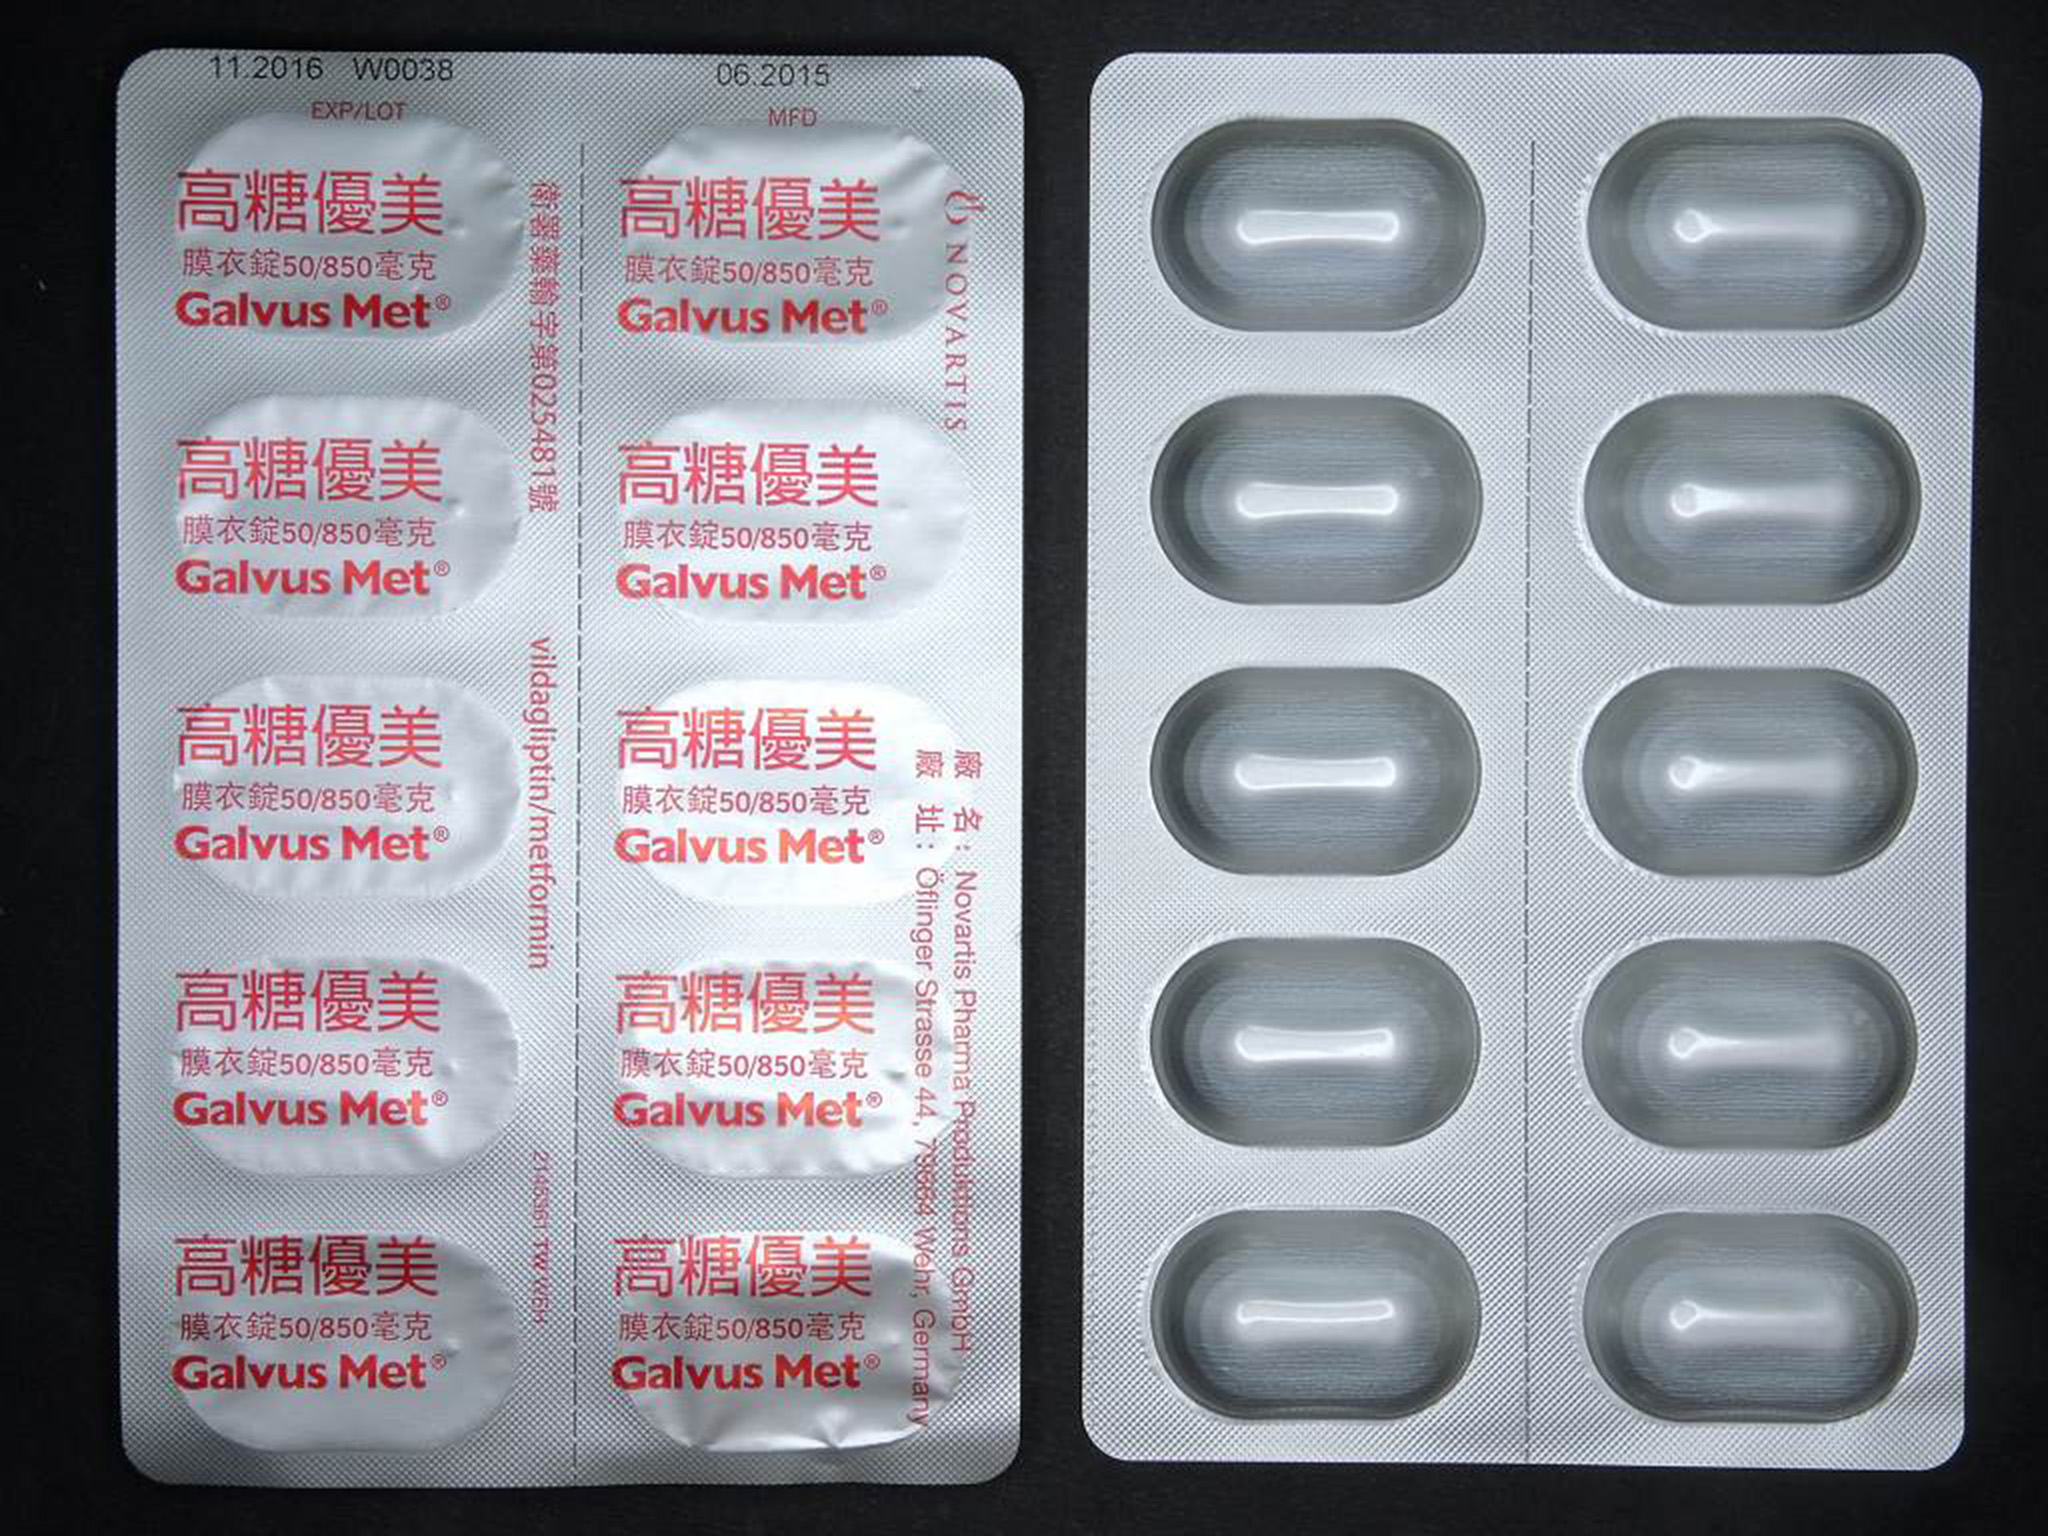 11.2016 W0038
EXP/LOT
06.2015
MFD
高糖優美
膜衣錠50/850毫克
Galvus Met®
高糖優美
膜衣錠50/850毫克
Galvus Met®
高糖優美
膜衣錠50/850毫克
Galvus Met®
高糖優美
膜衣錠50/850毫克
Galvus Met®
高糖優美
膜衣錠50/850毫克
Galvus Met®
高糖優美
膜衣錠50/850毫克
Galvus Met®
高糖優美
膜衣錠50/850毫克
Galvus Met®
高糖優美
膜衣錠50/850毫克
Galvus Met®
高糖優美
膜衣錠50/850毫克
Galvus Met®
高糖優美
膜衣錠50/850毫克
Galvus Met®
衛署藥輸字第025481號
vildagliptin/metformin
TW
NOVARTIS
廠 名：Novartis Pharma Produktions GmbH
廠 址：Öflinger Strasse 44, Wehr, Germany